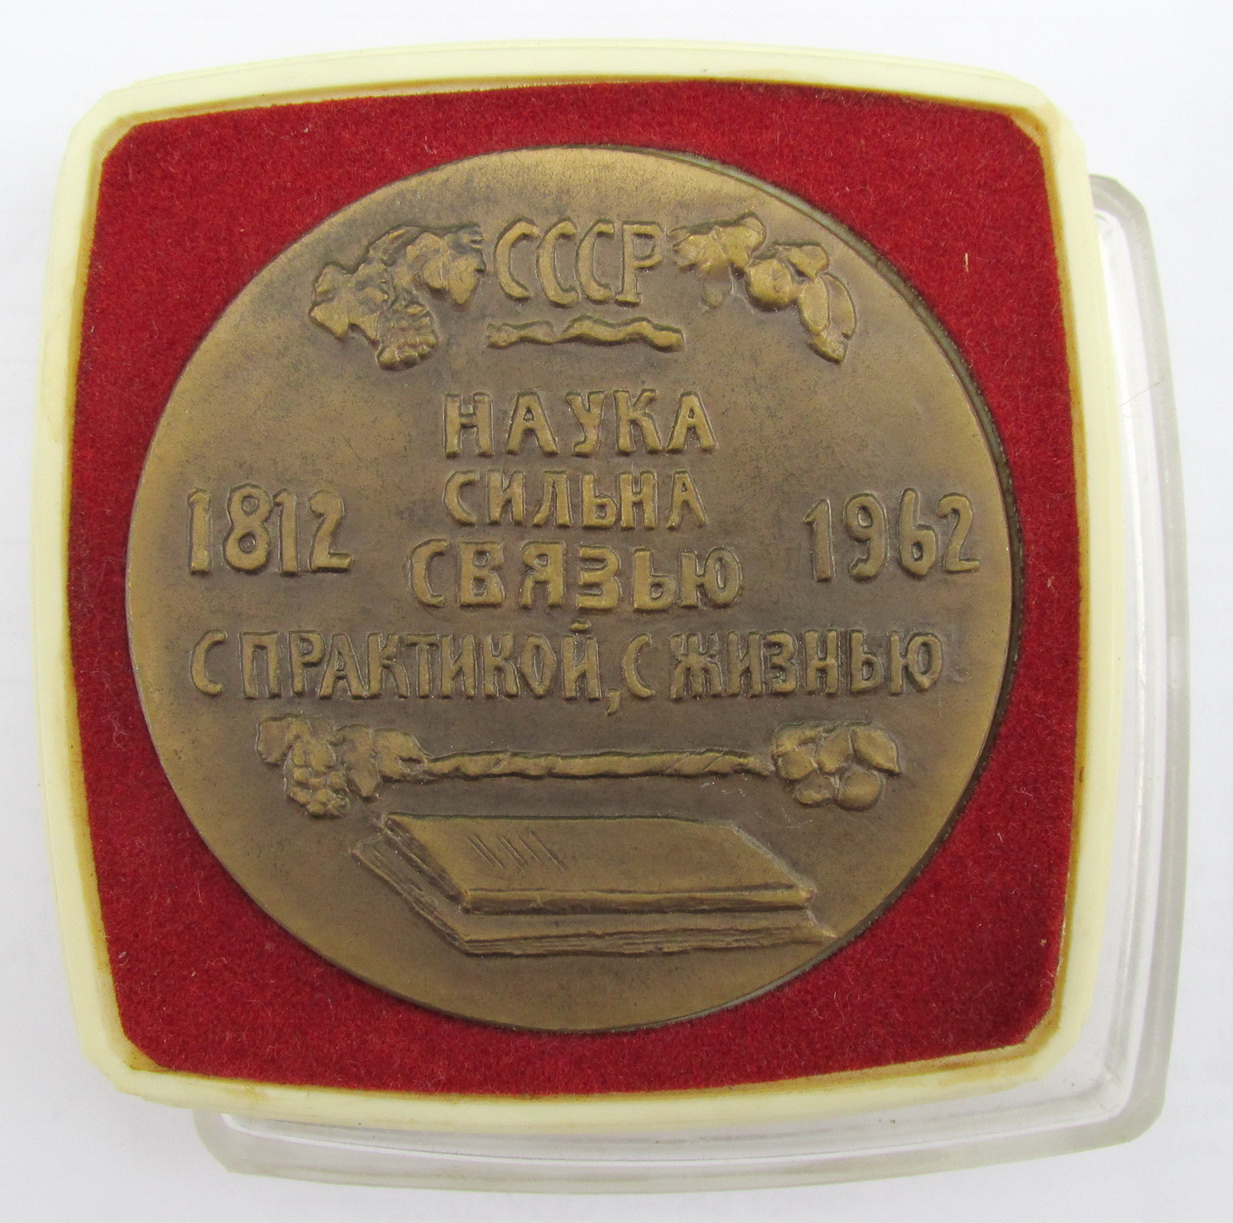 СССР
НАУКА
СИЛЬНА
1812 1962
СВЯЗЬЮ
С ПРАКТИКОЙ, С ЖИЗНЬЮ